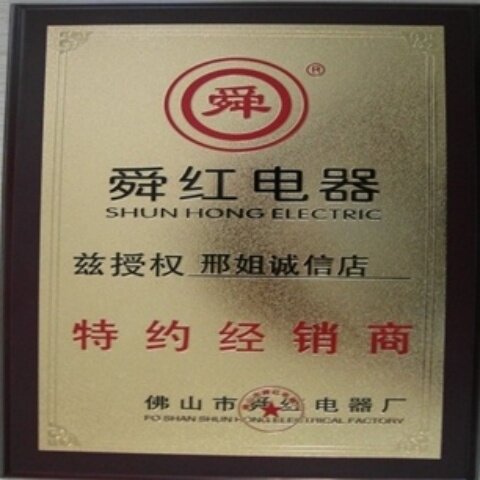 舜 ®
舜红电器
SHUN HONG ELECTRIC
兹授权 邢姐诚信店
特约经销商
佛山市舜红电器厂
FO SHAN SHUN HONG ELECTRICAL FACTORY